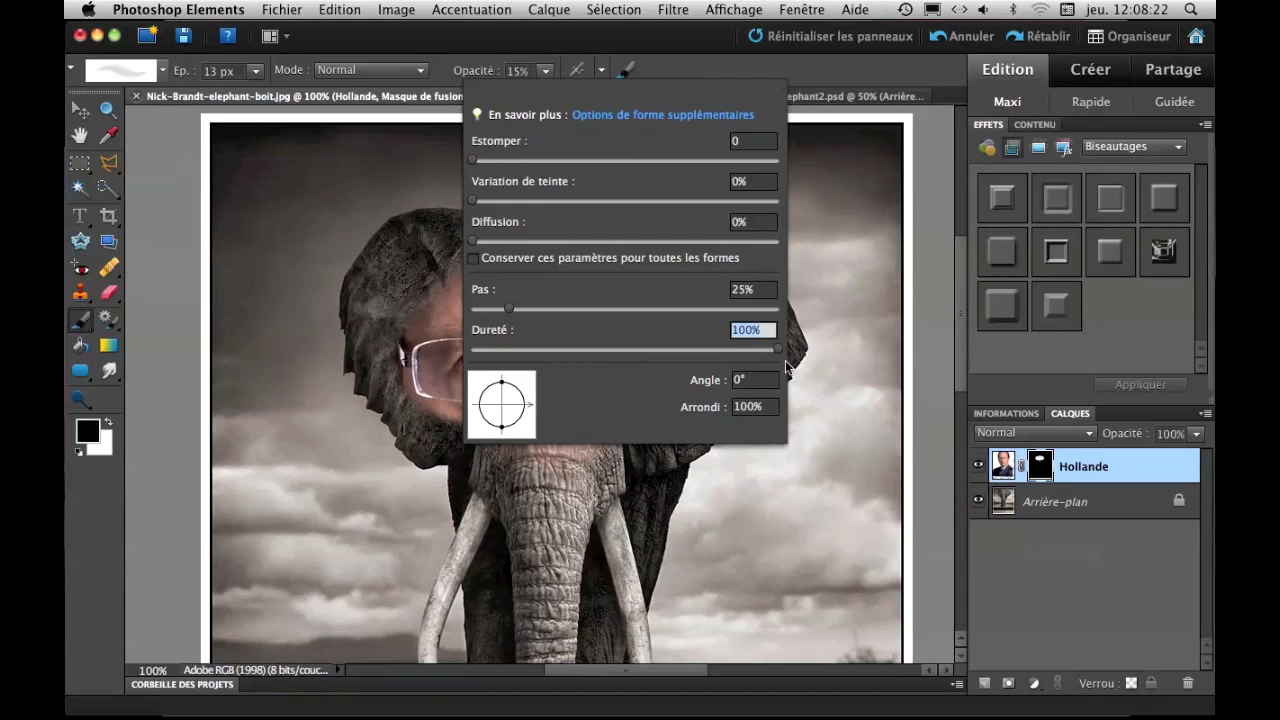 Photoshop Elements Fichier Edition Image Accentuation Calque Sélection Filtre Affichage Fenêtre Aide jeu. 12:08:22
Réinitialiser les panneaux Annuler Rétablir Organiseur
Ep. : 13 px Mode : Normal Opacité : 15%
Edition Créer Partage
Nick-Brandt-elephant-boit.jpg @ 100% (Hollande, Masque de fusion
ephant2.psd @ 50% (Arrière...
Maxi Rapide Guidée
EFFETS CONTENU
Biseautages
En savoir plus : Options de forme supplémentaires
Estomper : 0
Variation de teinte : 0%
Diffusion : 0%
Conserver ces paramètres pour toutes les formes
Pas : 25%
Dureté : 100%
Angle : 0°
Arrondi : 100%
Appliquer
INFORMATIONS CALQUES
Normal Opacité : 100%
Hollande
Arrière-plan
Verrou :
100% Adobe RGB (1998) (8 bits/couc...
CORBEILLE DES PROJETS